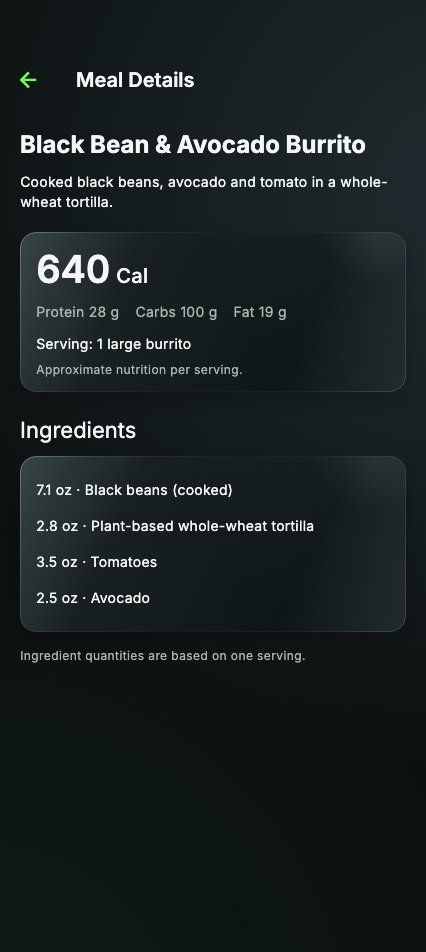 Meal Details
Black Bean & Avocado Burrito
Cooked black beans, avocado and tomato in a whole-
wheat tortilla.
640 Cal
Protein 28 g Carbs 100 g Fat 19 g
Serving: 1 large burrito
Approximate nutrition per serving.
Ingredients
7.1 oz · Black beans (cooked)
2.8 oz · Plant-based whole-wheat tortilla
3.5 oz · Tomatoes
2.5 oz · Avocado
Ingredient quantities are based on one serving.